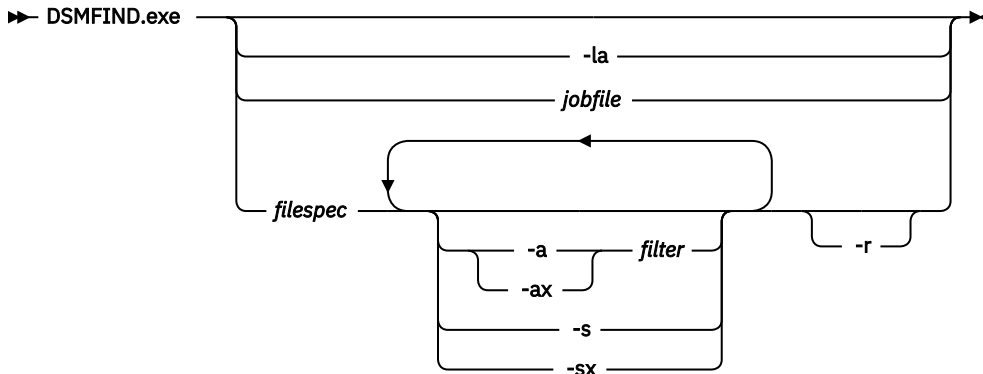 DSMFIND.exe
-la
jobfile
filespec
-a filter
-r
-ax
-s
-sx